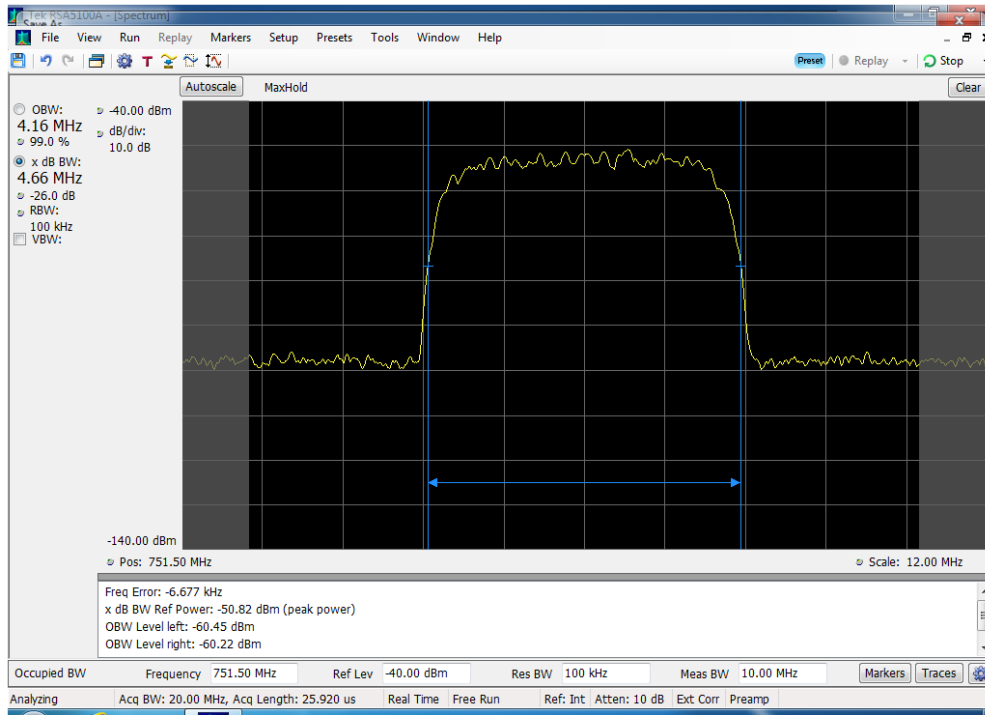 Tek RSA5100A - [Spectrum]
Save As
File View Run Replay Markers Setup Presets Tools Window Help
T Preset Replay Stop
Autoscale MaxHold Clear
OBW:
4.16 MHz
99.0 %
x dB BW:
4.66 MHz
-26.0 dB
RBW:
100 kHz
VBW:
-40.00 dBm
dB/div:
10.0 dB
-140.00 dBm
Pos: 751.50 MHz Scale: 12.00 MHz
Freq Error: -6.677 kHz
x dB BW Ref Power: -50.82 dBm (peak power)
OBW Level left: -60.45 dBm
OBW Level right: -60.22 dBm
Occupied BW Frequency 751.50 MHz Ref Lev -40.00 dBm Res BW 100 kHz Meas BW 10.00 MHz Markers Traces
Analyzing Acq BW: 20.00 MHz, Acq Length: 25.920 us Real Time Free Run Ref: Int Atten: 10 dB Ext Corr Preamp